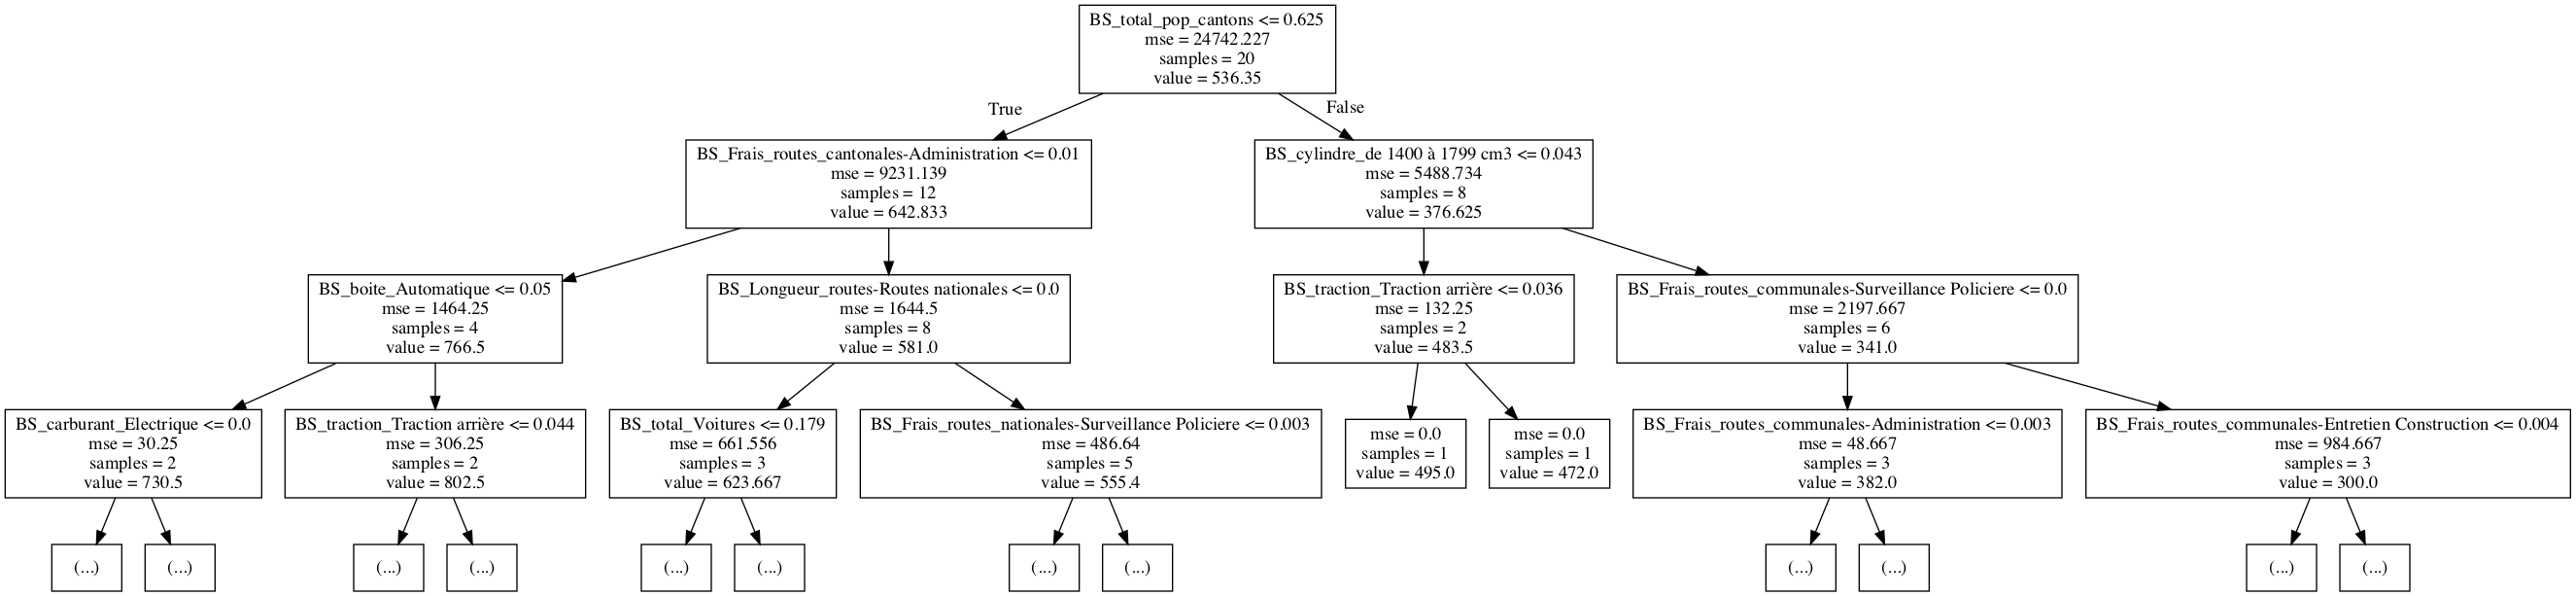 BS_total_pop_cantons <= 0.625
mse = 24742.227
samples = 20
value = 536.35
True
False
BS_Frais_routes_cantonales-Administration <= 0.01
mse = 9231.139
samples = 12
value = 642.833
BS_cylindre_de 1400 à 1799 cm3 <= 0.043
mse = 5488.734
samples = 8
value = 376.625
BS_boite_Automatique <= 0.05
mse = 1464.25
samples = 4
value = 766.5
BS_Longueur_routes-Routes nationales <= 0.0
mse = 1644.5
samples = 8
value = 581.0
BS_traction_Traction arrière <= 0.036
mse = 132.25
samples = 2
value = 483.5
BS_Frais_routes_communales-Surveillance Policiere <= 0.0
mse = 2197.667
samples = 6
value = 341.0
BS_carburant_Electrique <= 0.0
mse = 30.25
samples = 2
value = 730.5
BS_traction_Traction arrière <= 0.044
mse = 306.25
samples = 2
value = 802.5
BS_total_Voitures <= 0.179
mse = 661.556
samples = 3
value = 623.667
BS_Frais_routes_nationales-Surveillance Policiere <= 0.003
mse = 486.64
samples = 5
value = 555.4
mse = 0.0
samples = 1
value = 495.0
mse = 0.0
samples = 1
value = 472.0
BS_Frais_routes_communales-Administration <= 0.003
mse = 48.667
samples = 3
value = 382.0
BS_Frais_routes_communales-Entretien Construction <= 0.004
mse = 984.667
samples = 3
value = 300.0
(...)
(...)
(...)
(...)
(...)
(...)
(...)
(...)
(...)
(...)
(...)
(...)